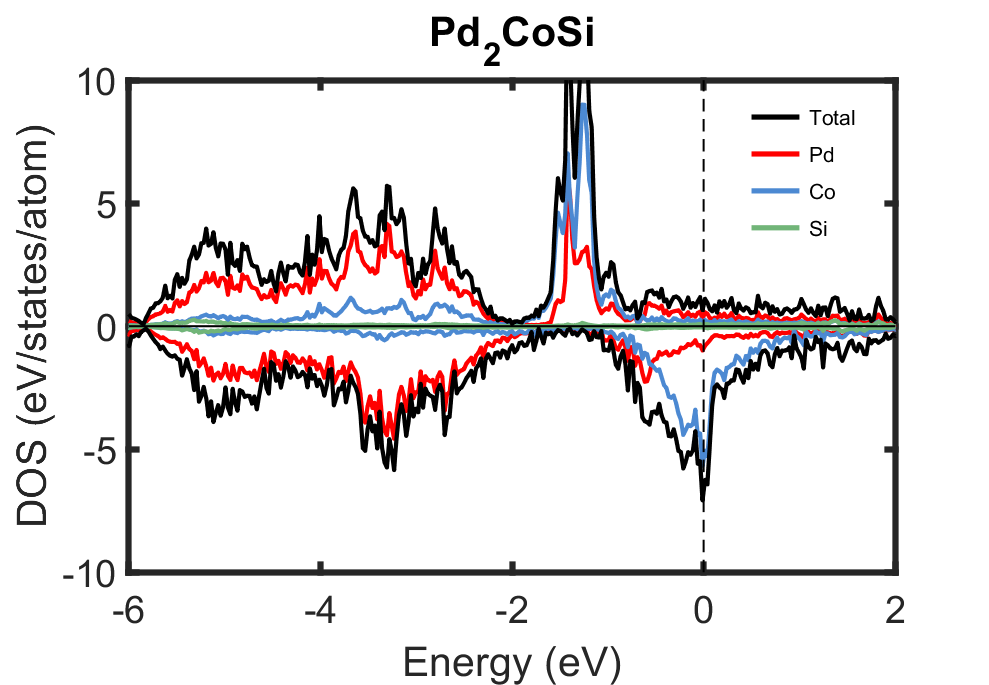 Pd2CoSi
DOS (eV/states/atom)
10
5
0
-5
-10
Total
Pd
Co
Si
-6 -4 -2 0 2
Energy (eV)